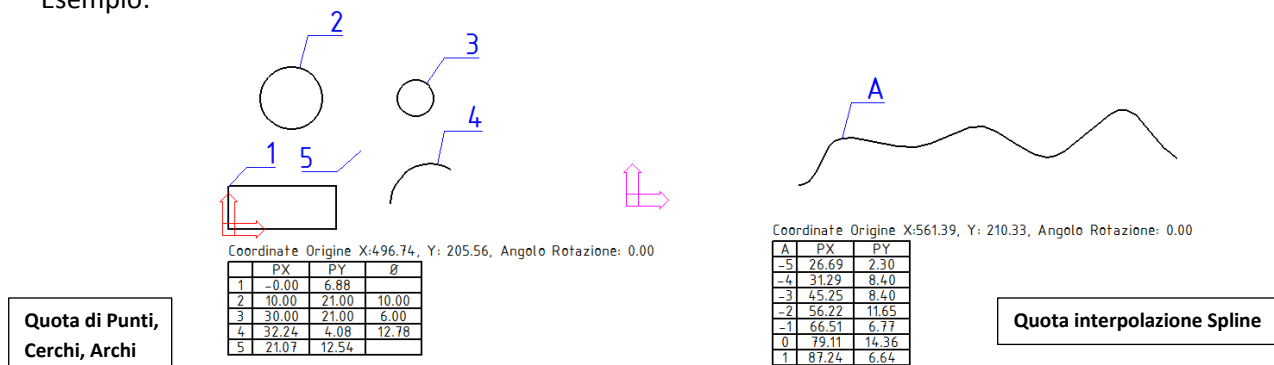 Esempio:
2
3
4
1
5
Coordinate Origine X:496.74, Y: 205.56, Angolo Rotazione: 0.00
PX PY Ø
1 -0.00 6.88
2 10.00 21.00 10.00
3 30.00 21.00 6.00
4 32.24 4.08 12.78
5 21.07 12.54
Quota di Punti,
Cerchi, Archi
A
Coordinate Origine X:561.39, Y: 210.33, Angolo Rotazione: 0.00
A PX PY
-5 26.69 2.30
-4 31.29 8.40
-3 45.25 8.40
-2 56.22 11.65
-1 66.51 6.77
0 79.11 14.36
1 87.24 6.64
Quota interpolazione Spline